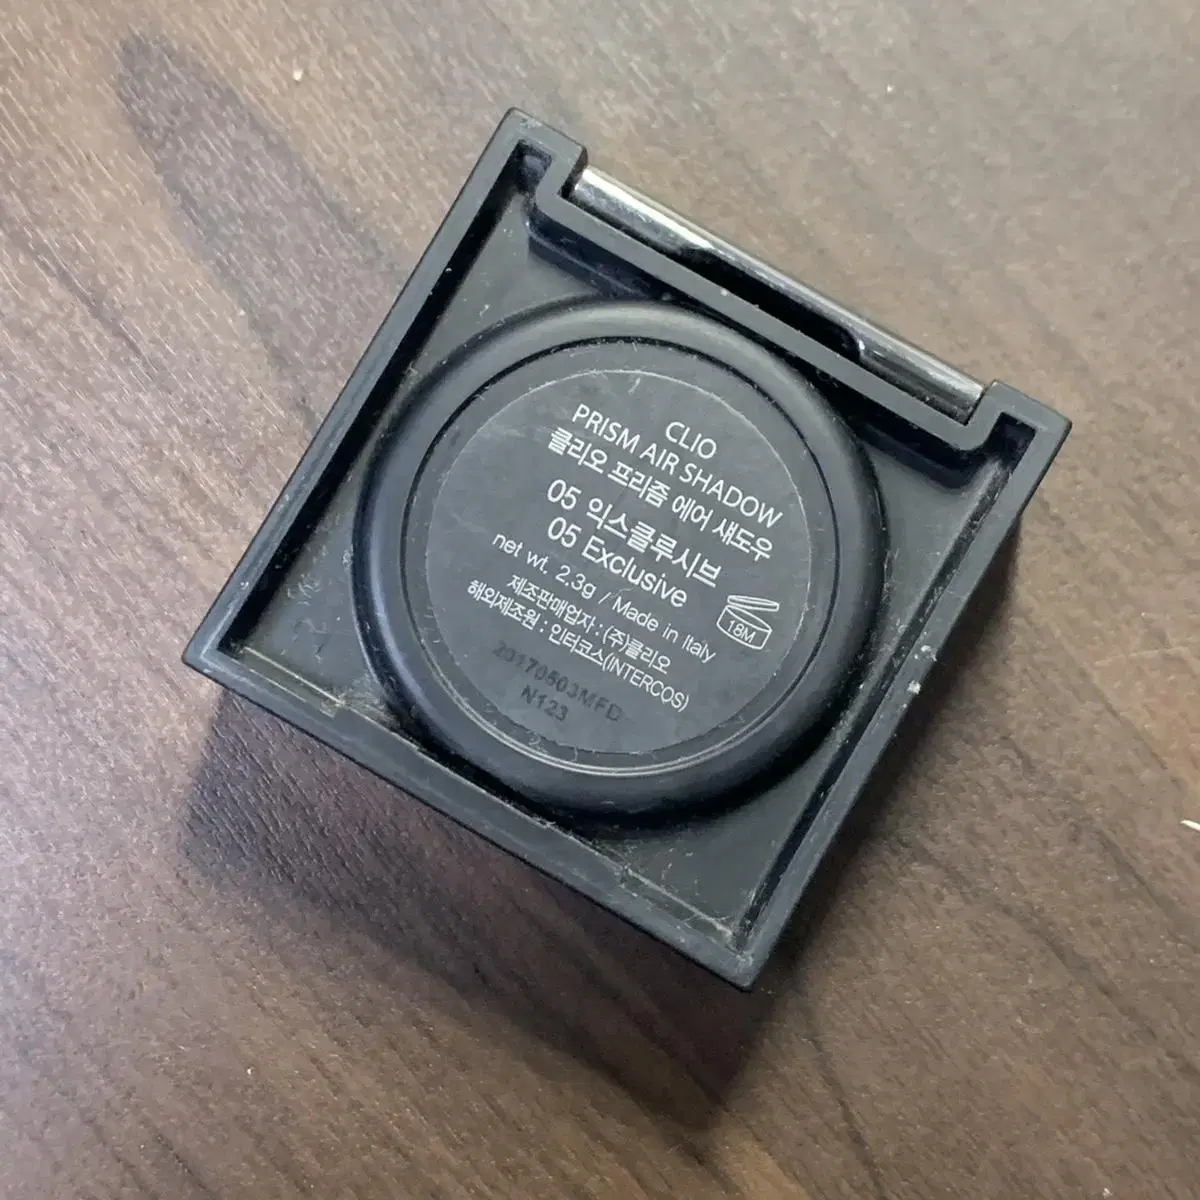 CLIO
PRISM AIR SHADOW
클리오 프리즘 에어 섀도우
05 익스클루시브
05 Exclusive
net wt. 2.3g / Made in Italy
18M
제조판매업자 : (주)클리오
해외제조원 : 인터코스(INTERCOS)
20170503MFD
N123